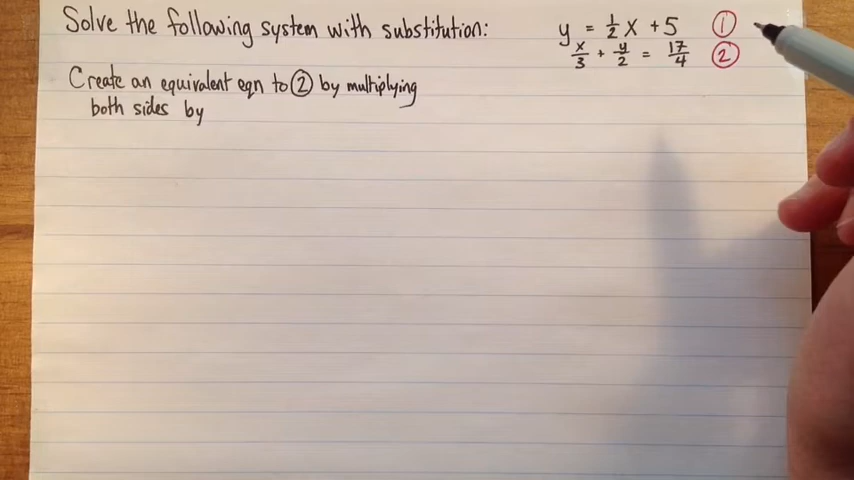 Solve the following system with substitution:
y = 1/2 x + 5 ①
x/3 + y/2 = 17/4 ②
Create an equivalent eqn to ② by multiplying
both sides by